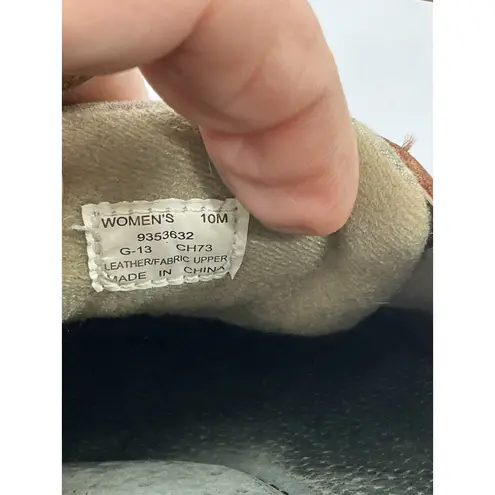 WOMEN'S 10M
9353632
G-13 CH73
LEATHER/FABRIC UPPER
MADE IN CHINA